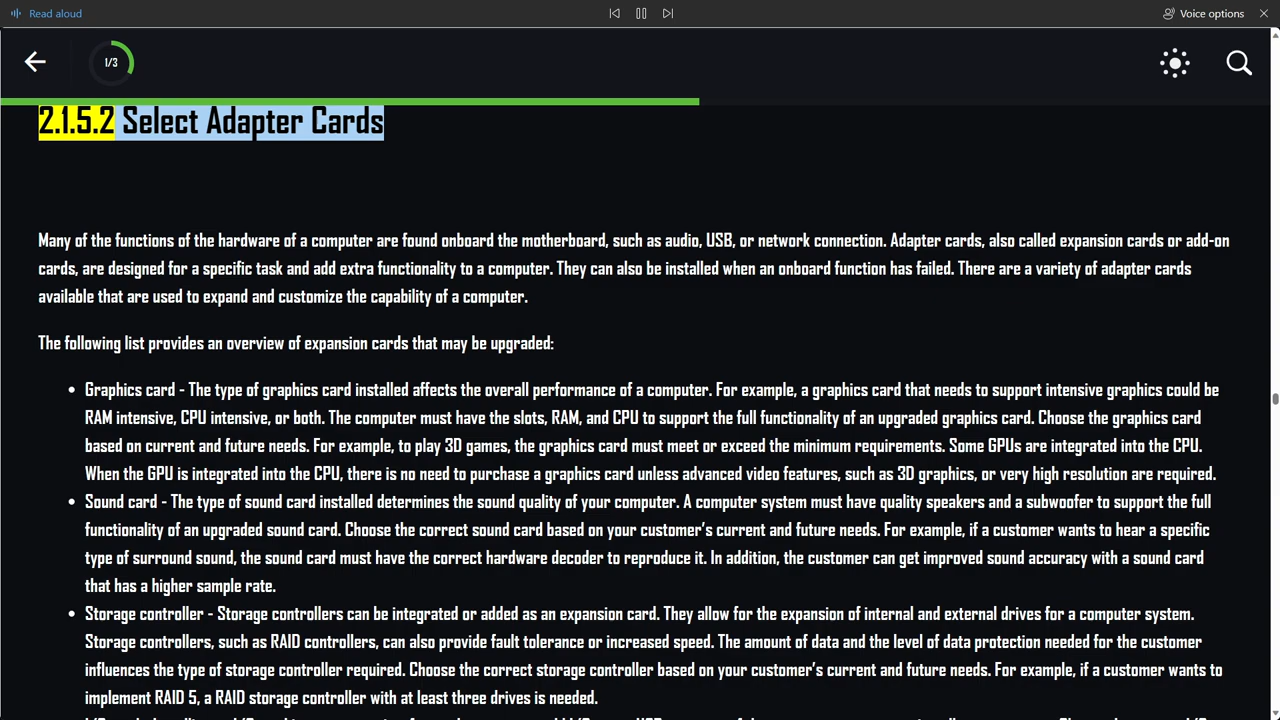 Read aloud
Voice options
1/3
2.1.5.2 Select Adapter Cards
Many of the functions of the hardware of a computer are found onboard the motherboard, such as audio, USB, or network connection. Adapter cards, also called expansion cards or add-on
cards, are designed for a specific task and add extra functionality to a computer. They can also be installed when an onboard function has failed. There are a variety of adapter cards
available that are used to expand and customize the capability of a computer.
The following list provides an overview of expansion cards that may be upgraded:
• Graphics card - The type of graphics card installed affects the overall performance of a computer. For example, a graphics card that needs to support intensive graphics could be
RAM intensive, CPU intensive, or both. The computer must have the slots, RAM, and CPU to support the full functionality of an upgraded graphics card. Choose the graphics card
based on current and future needs. For example, to play 3D games, the graphics card must meet or exceed the minimum requirements. Some GPUs are integrated into the CPU.
When the GPU is integrated into the CPU, there is no need to purchase a graphics card unless advanced video features, such as 3D graphics, or very high resolution are required.
• Sound card - The type of sound card installed determines the sound quality of your computer. A computer system must have quality speakers and a subwoofer to support the full
functionality of an upgraded sound card. Choose the correct sound card based on your customer’s current and future needs. For example, if a customer wants to hear a specific
type of surround sound, the sound card must have the correct hardware decoder to reproduce it. In addition, the customer can get improved sound accuracy with a sound card
that has a higher sample rate.
• Storage controller - Storage controllers can be integrated or added as an expansion card. They allow for the expansion of internal and external drives for a computer system.
Storage controllers, such as RAID controllers, can also provide fault tolerance or increased speed. The amount of data and the level of data protection needed for the customer
influences the type of storage controller required. Choose the correct storage controller based on your customer’s current and future needs. For example, if a customer wants to
implement RAID 5, a RAID storage controller with at least three drives is needed.